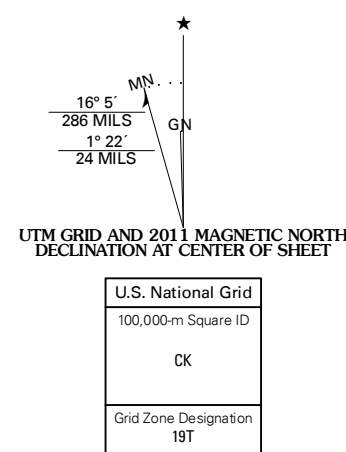 ★
MN
16° 5´
286 MILS
GN
1° 22´
24 MILS
UTM GRID AND 2011 MAGNETIC NORTH
DECLINATION AT CENTER OF SHEET
U.S. National Grid
100,000-m Square ID
CK
Grid Zone Designation
19T